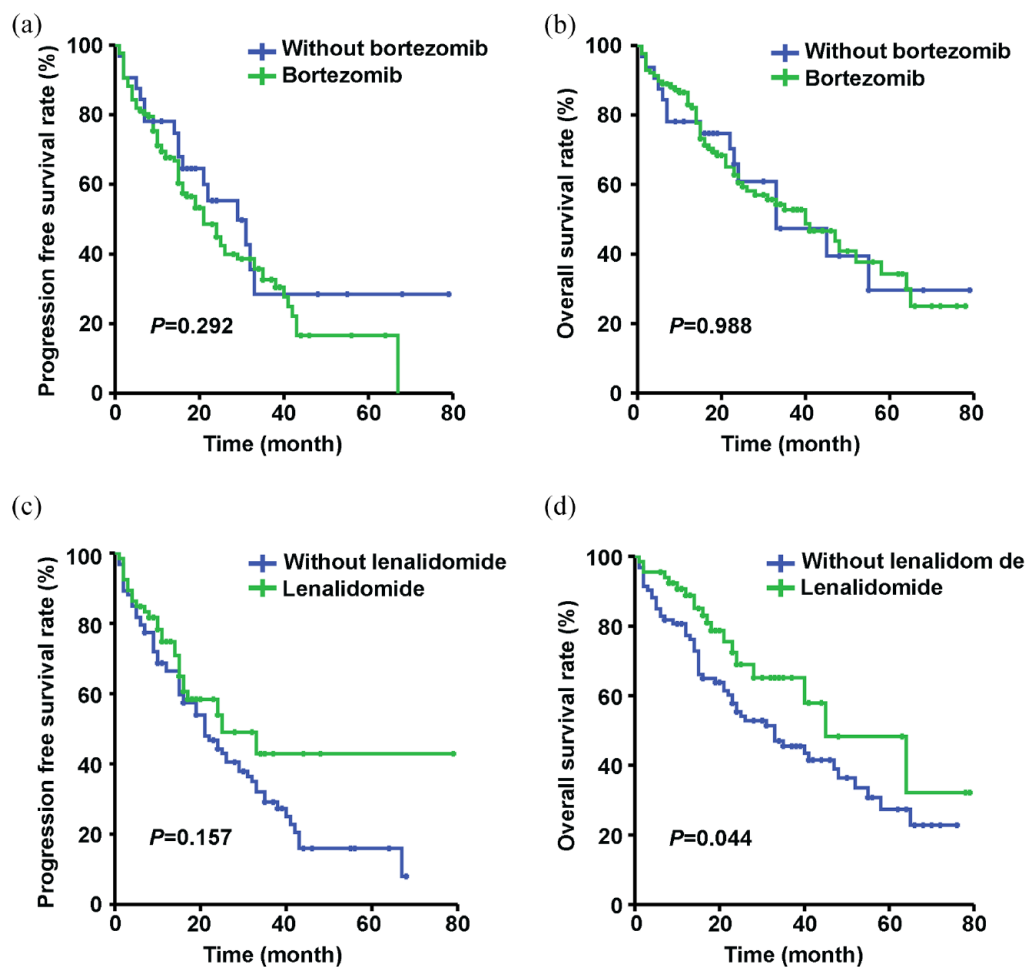 (a)
Progression free survival rate (%)
100
80
60
40
20
0
Without bortezomib
Bortezomib
P=0.292
0 20 40 60 80
Time (month)
(b)
Overall survival rate (%)
100
80
60
40
20
0
Without bortezomib
Bortezomib
P=0.988
0 20 40 60 80
Time (month)
(c)
Progression free survival rate (%)
100
80
60
40
20
0
Without lenalidomide
Lenalidomide
P=0.157
0 20 40 60 80
Time (month)
(d)
Overall survival rate (%)
100
80
60
40
20
0
Without lenalidom de
Lenalidomide
P=0.044
0 20 40 60 80
Time (month)